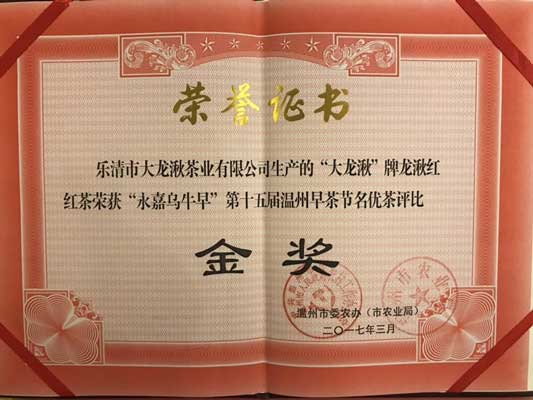 荣誉证书
乐清市大龙湫茶业有限公司生产的“大龙湫”牌龙湫红
红茶荣获“永嘉乌牛早”第十五届温州早茶节名优茶评比
金奖
温州市委农办（市农业局）
二〇一七年三月